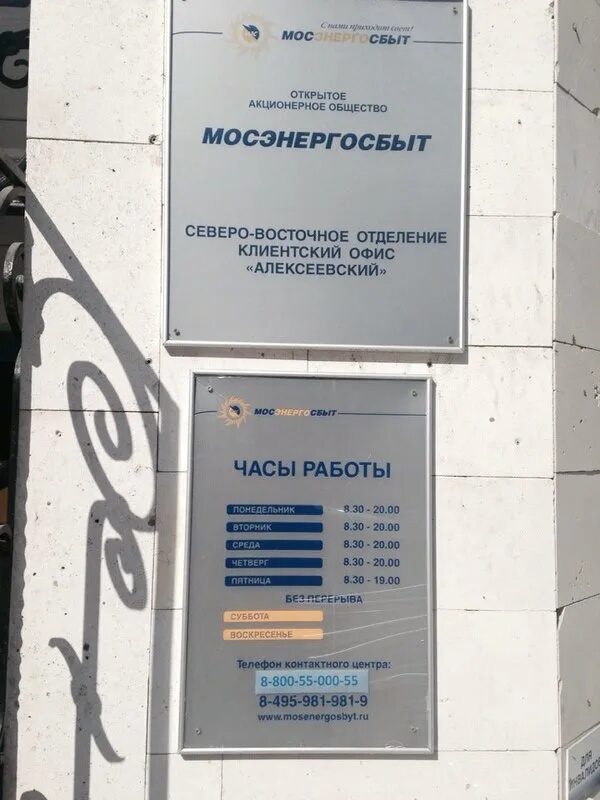 С нами приходит свет!
МОСЭНЕРГОСБЫТ
ОТКРЫТОЕ
АКЦИОНЕРНОЕ ОБЩЕСТВО
МОСЭНЕРГОСБЫТ
СЕВЕРО-ВОСТОЧНОЕ ОТДЕЛЕНИЕ
КЛИЕНТСКИЙ ОФИС
«АЛЕКСЕЕВСКИЙ»
МОСЭНЕРГОСБЫТ
ЧАСЫ РАБОТЫ
ПОНЕДЕЛЬНИК 8.30 - 20.00
ВТОРНИК 8.30 - 20.00
СРЕДА 8.30 - 20.00
ЧЕТВЕРГ 8.30 - 20.00
ПЯТНИЦА 8.30 - 19.00
БЕЗ ПЕРЕРЫВА
СУББОТА
ВОСКРЕСЕНЬЕ
Телефон контактного центра:
8-800-55-000-55
8-495-981-981-9
www.mosenergosbyt.ru
ДЛЯ
ИНВАЛИДОВ